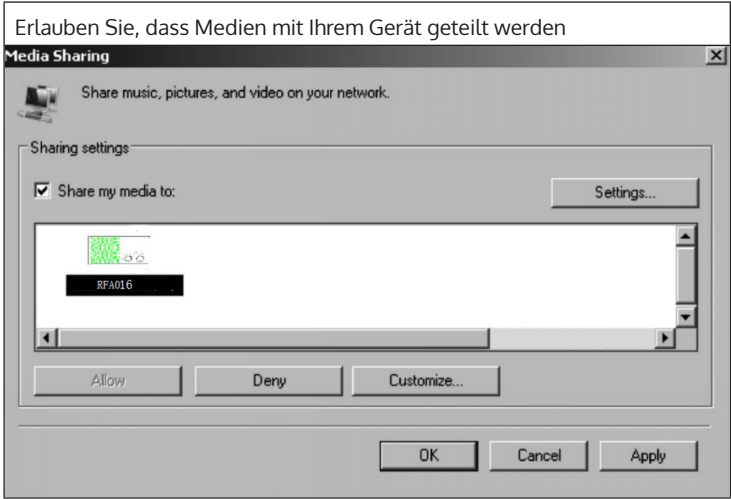 Erlauben Sie, dass Medien mit Ihrem Gerät geteilt werden
Media Sharing
Share music, pictures, and video on your network.
Sharing settings
Share my media to:
Settings...
RFA016
Allow
Deny
Customize...
OK
Cancel
Apply